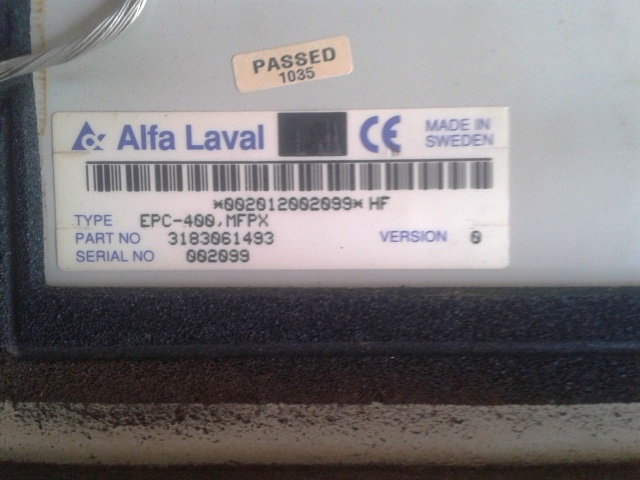 PASSED
1035
Alfa Laval CE MADE IN
SWEDEN
*002012002099* HF
TYPE EPC-400,MFPX
PART NO 3183061493 VERSION 0
SERIAL NO 002099